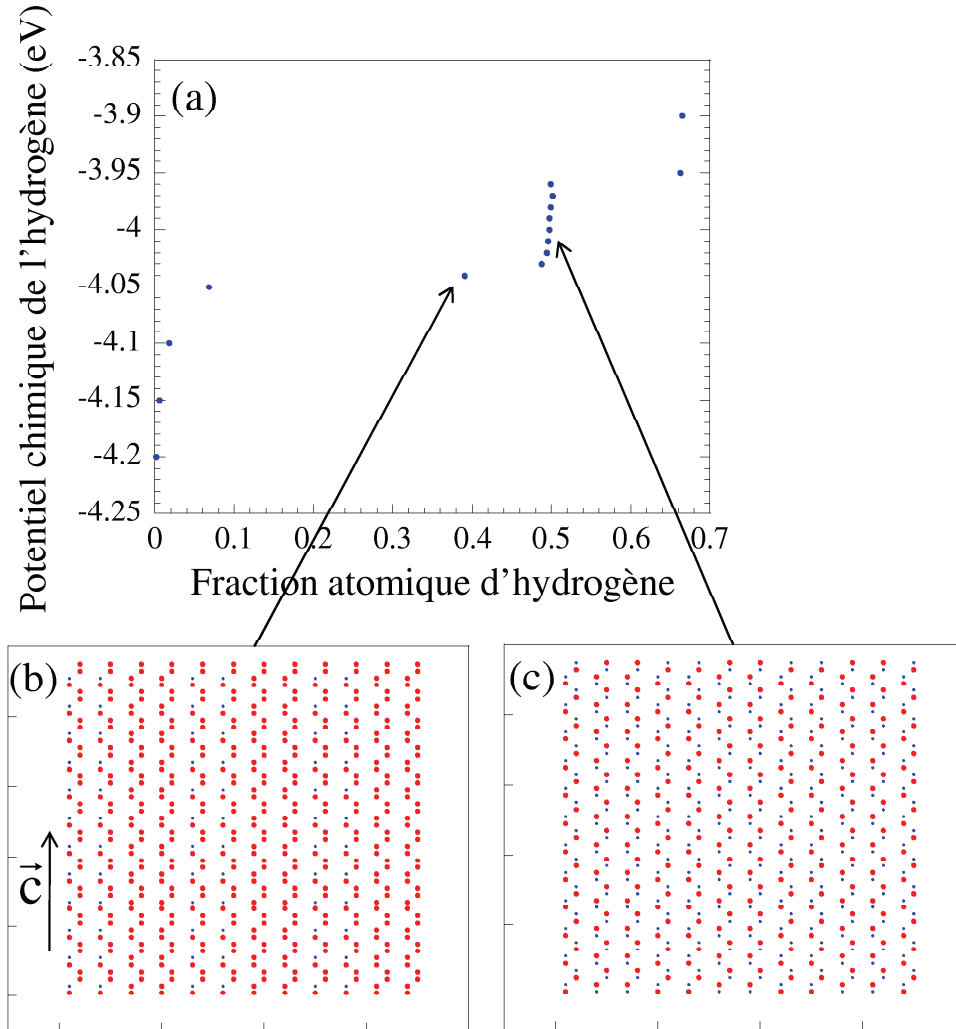 Potentiel chimique de l'hydrogène (eV)
(a)
-3.85
-3.9
-3.95
-4
-4.05
-4.1
-4.15
-4.2
-4.25
0 0.1 0.2 0.3 0.4 0.5 0.6 0.7
Fraction atomique d'hydrogène
(b)
c
(c)